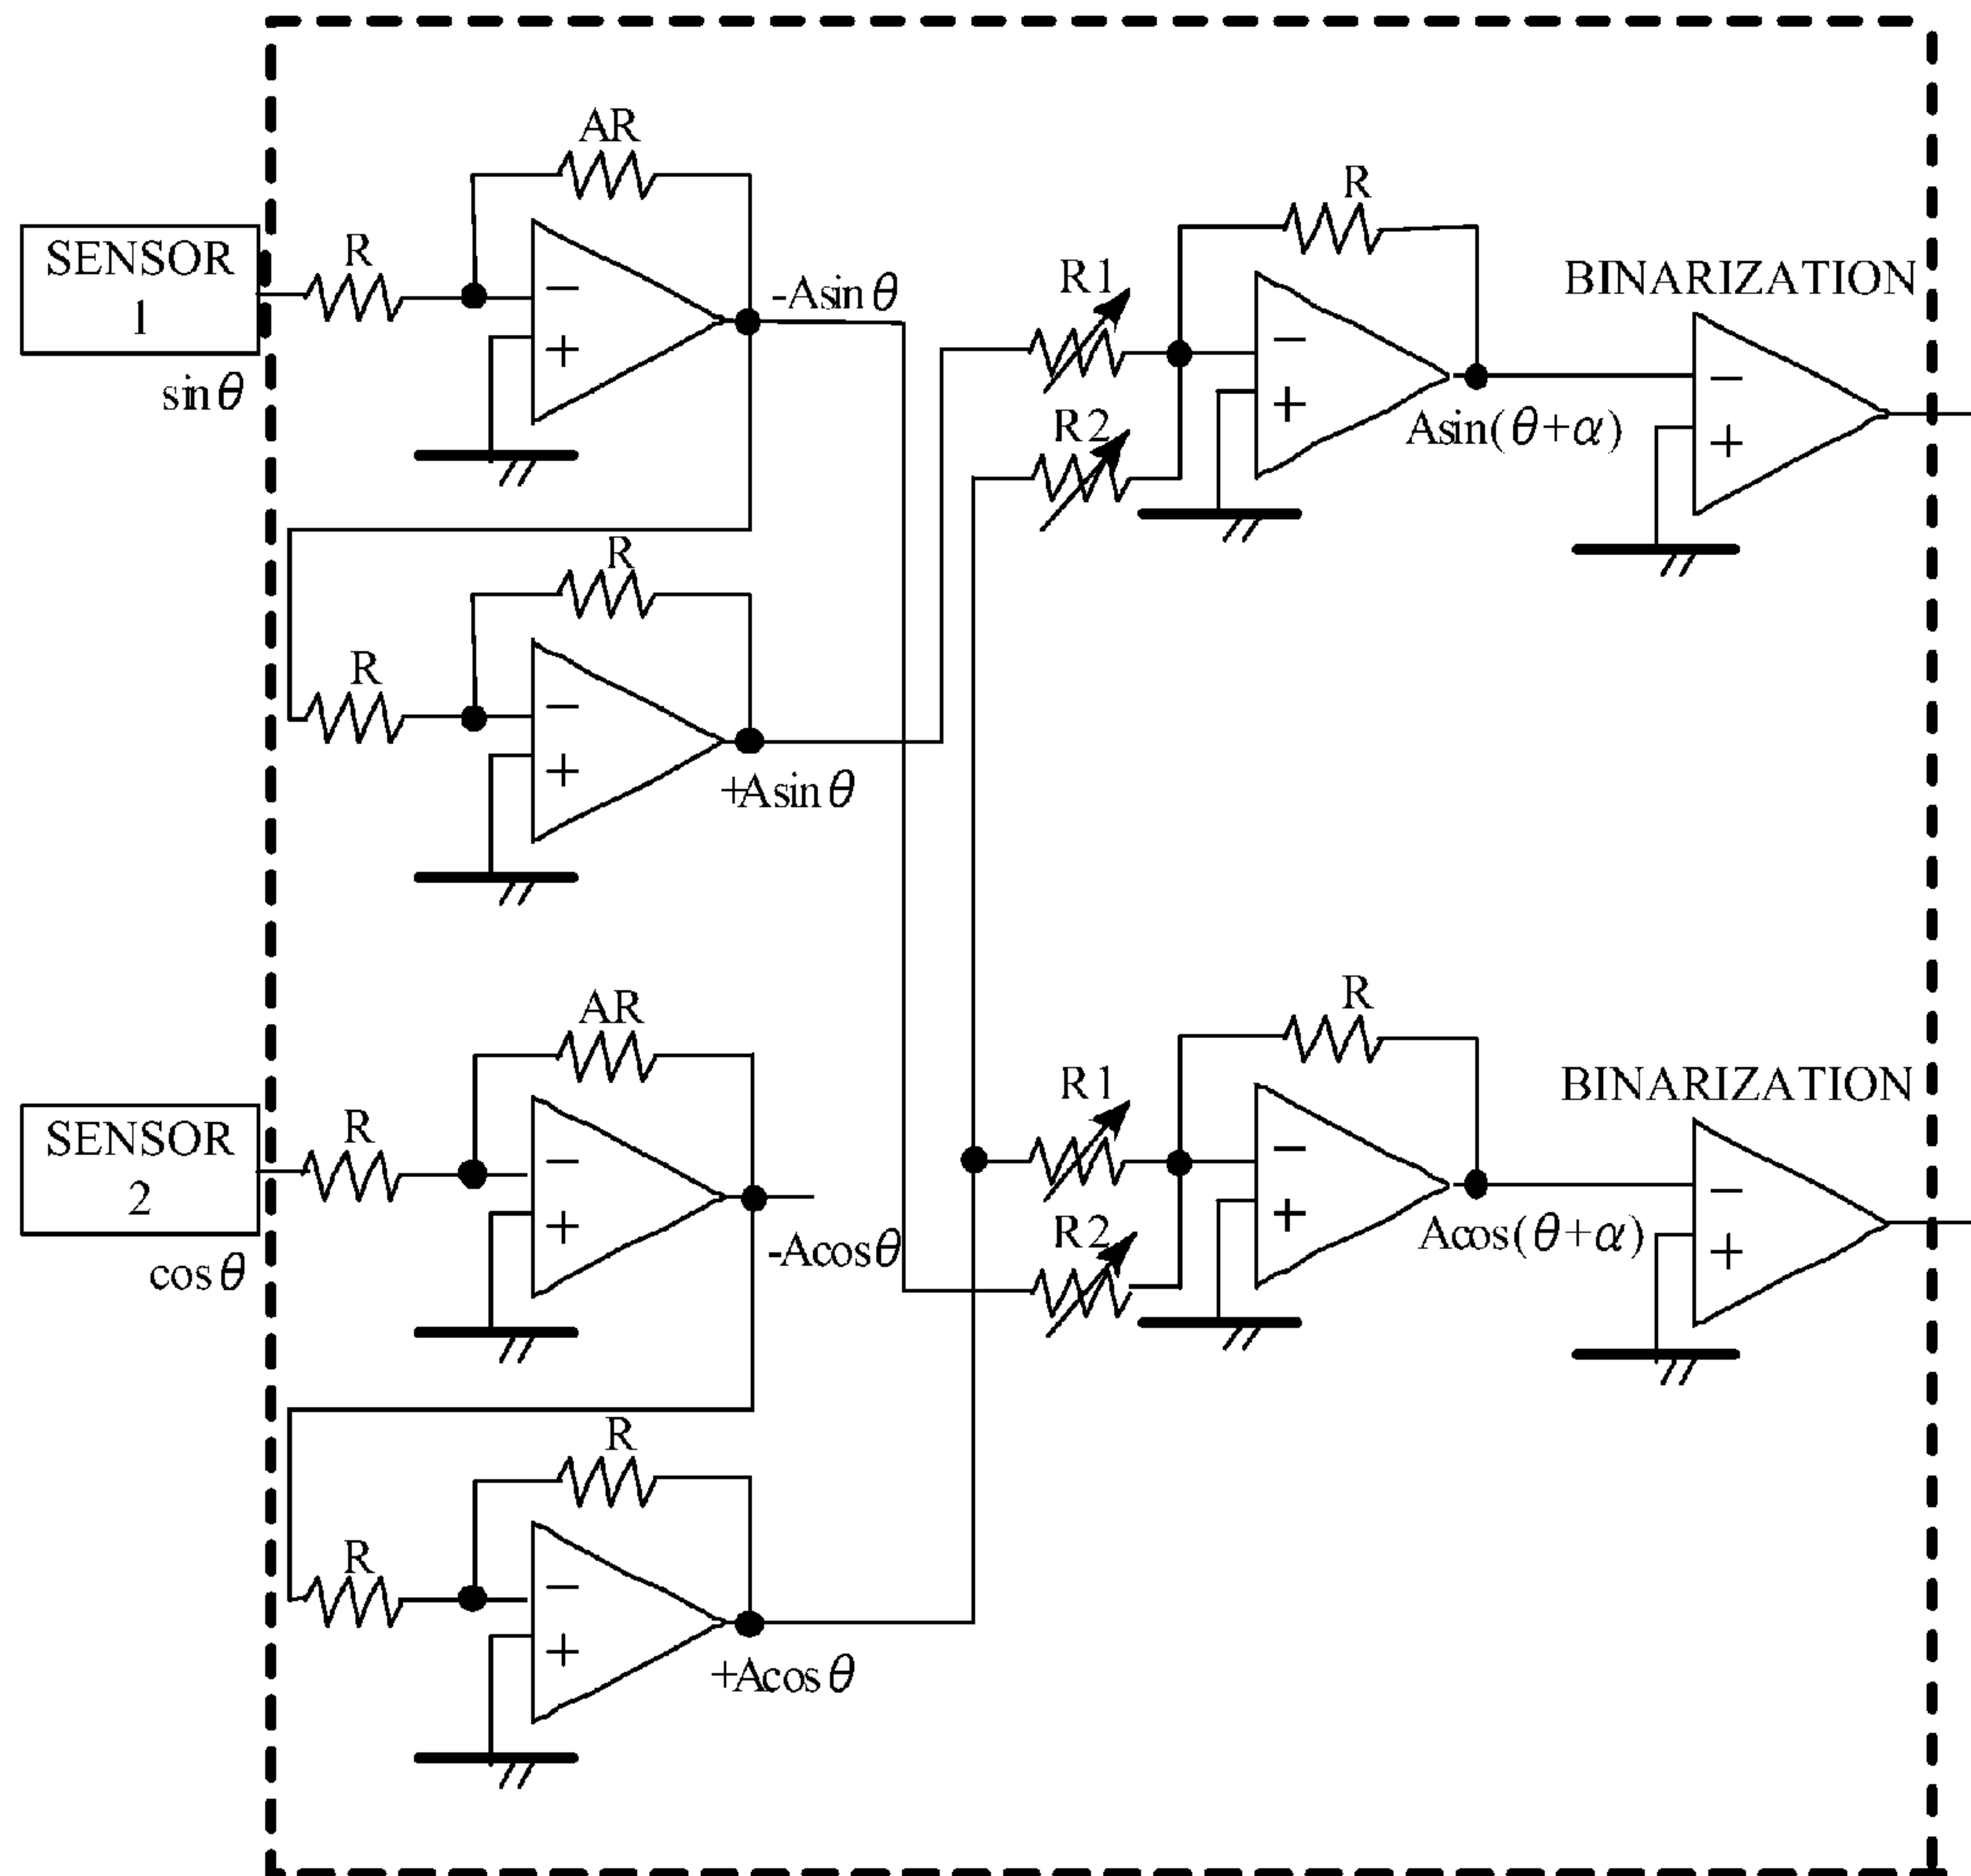 AR
R
SENSOR
1
R
-Asinθ
R1
BINARIZATION
−
−
−
+
+
+
sinθ
R2
Asin(θ+α)
R
R
−
+
+Asinθ
AR
R
SENSOR
2
R
R1
BINARIZATION
−
−
−
+
+
+
cosθ
-Acosθ
R2
Acos(θ+α)
R
R
−
+
+Acosθ